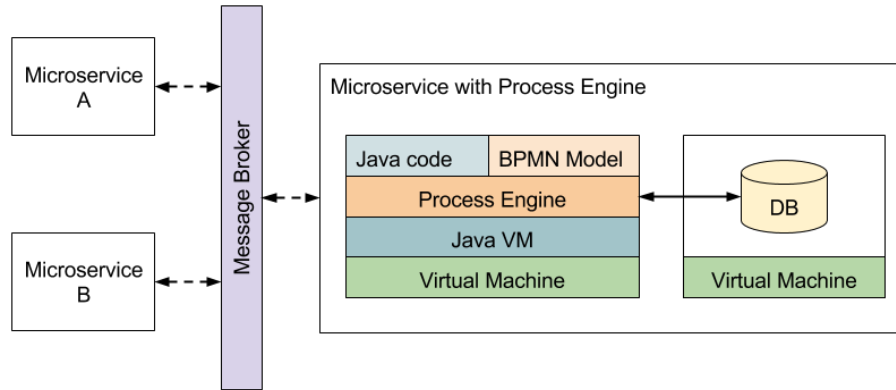 Microservice
A
Microservice
B
Message Broker
Microservice with Process Engine
Java code
BPMN Model
Process Engine
Java VM
Virtual Machine
DB
Virtual Machine